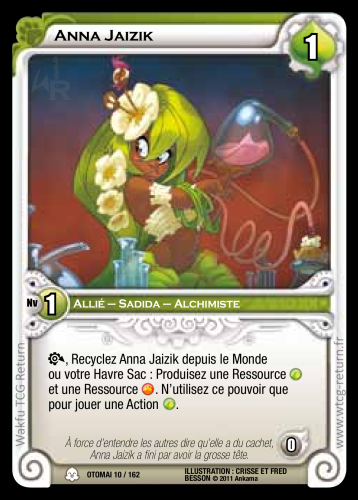 ANNA JAIZIK
1
Nv 1 ALLIÉ – SADIDA – ALCHIMISTE
, Recyclez Anna Jaizik depuis le Monde
ou votre Havre Sac : Produisez une Ressource
et une Ressource . N'utilisez ce pouvoir que
pour jouer une Action .
À force d'entendre les autres dire qu'elle a du cachet,
Anna Jaizik a fini par avoir la grosse tête.
0
OTOMAI 10 / 162
ILLUSTRATION : CRISSE ET FRED
BESSON © 2011 Ankama
Wakfu TCG Return
www.wtcg-return.fr